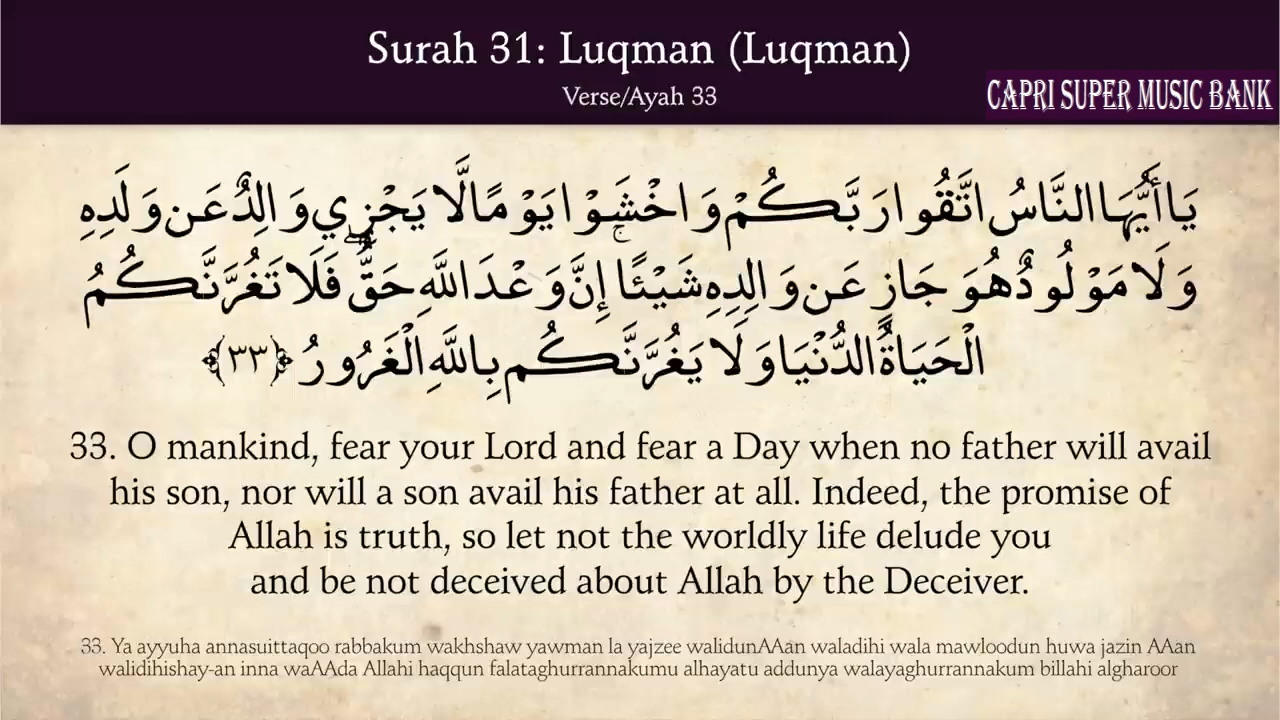 Surah 31: Luqman (Luqman)
Verse/Ayah 33
CAPRI SUPER MUSIC BANK
يَا أَيُّهَا النَّاسُ اتَّقُوا رَبَّكُمْ وَاخْشَوْا يَوْمًا لَّا يَجْزِي وَالِدٌ عَن وَلَدِهِ
وَلَا مَوْلُودٌ هُوَ جَازٍ عَن وَالِدِهِ شَيْئًا ۚ إِنَّ وَعْدَ اللَّهِ حَقٌّ ۖ فَلَا تَغُرَّنَّكُمُ
الْحَيَاةُ الدُّنْيَا وَلَا يَغُرَّنَّكُم بِاللَّهِ الْغَرُورُ ﴿٣٣﴾
33. O mankind, fear your Lord and fear a Day when no father will avail
his son, nor will a son avail his father at all. Indeed, the promise of
Allah is truth, so let not the worldly life delude you
and be not deceived about Allah by the Deceiver.
33. Ya ayyuha annasuittaqoo rabbakum wakhshaw yawman la yajzee walidunAAan waladihi wala mawloodun huwa jazin AAan
walidihishay-an inna waAAda Allahi haqqun falataghurrannakumu alhayatu addunya walayaghurrannakum billahi algharoor